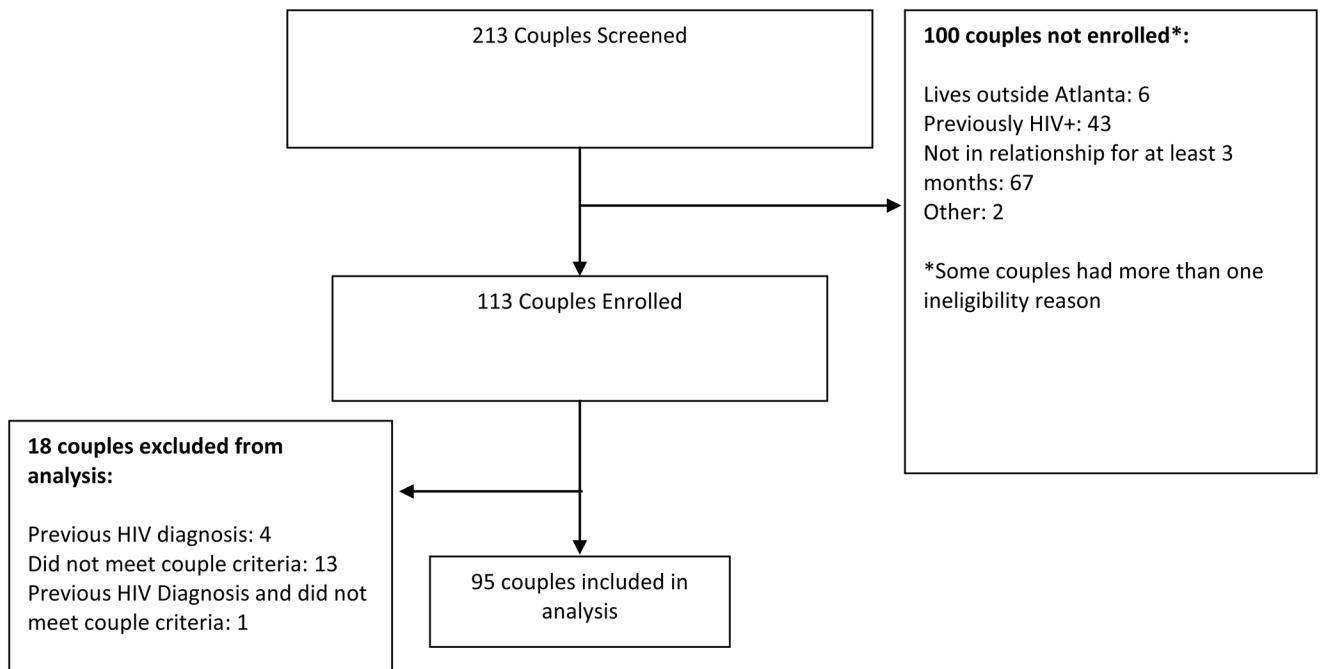 213 Couples Screened
100 couples not enrolled*:
Lives outside Atlanta: 6
Previously HIV+: 43
Not in relationship for at least 3
months: 67
Other: 2
*Some couples had more than one
ineligibility reason
113 Couples Enrolled
18 couples excluded from
analysis:
Previous HIV diagnosis: 4
Did not meet couple criteria: 13
Previous HIV Diagnosis and did not
meet couple criteria: 1
95 couples included in
analysis